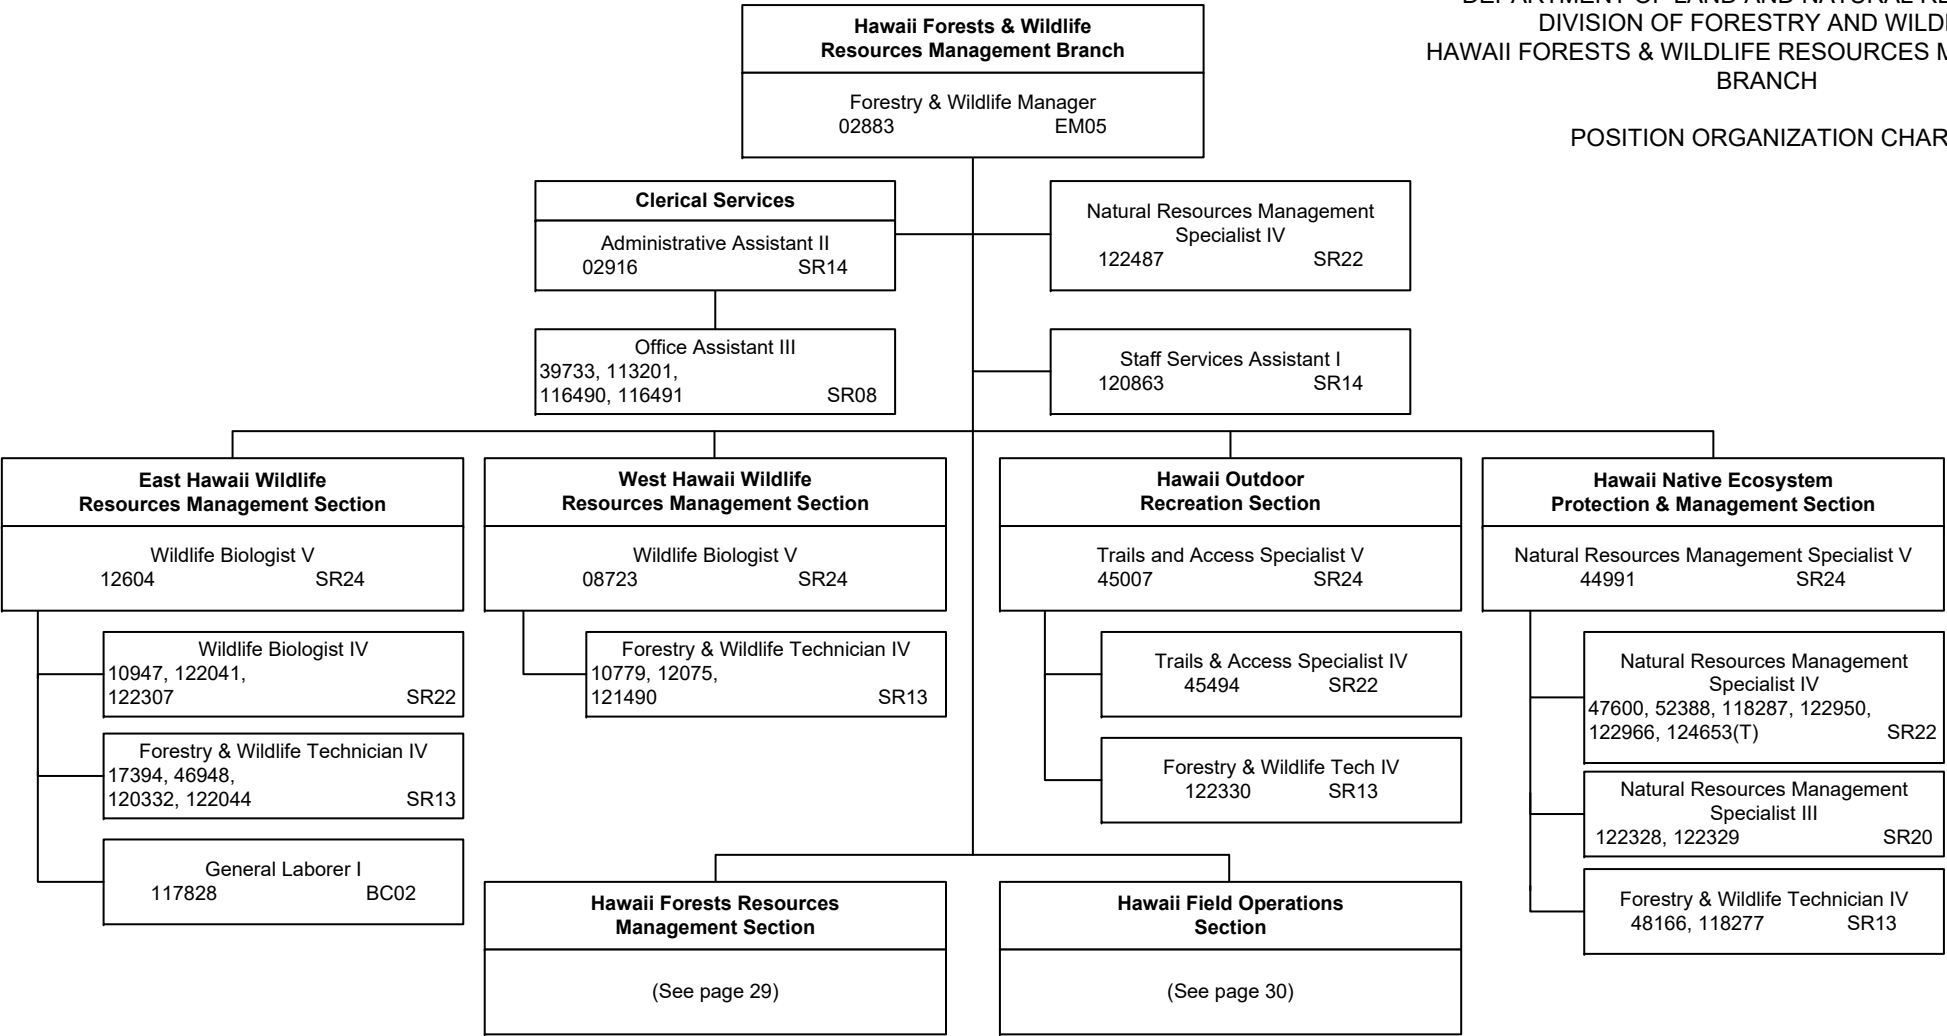 DIVISION OF FORESTRY AND
HAWAII FORESTS & WILDLIFE RESOURCES
BRANCH
POSITION ORGANIZATION
Hawaii Forests & Wildlife
Resources Management Branch
Forestry & Wildlife Manager
02883 EM05
Clerical Services
Administrative Assistant II
02916 SR14
Natural Resources Management
Specialist IV
122487 SR22
Office Assistant III
39733, 113201,
116490, 116491 SR08
Staff Services Assistant I
120863 SR14
East Hawaii Wildlife
Resources Management Section
Wildlife Biologist V
12604 SR24
Wildlife Biologist IV
10947, 122041,
122307 SR22
Forestry & Wildlife Technician IV
17394, 46948,
120332, 122044 SR13
General Laborer I
117828 BC02
West Hawaii Wildlife
Resources Management Section
Wildlife Biologist V
08723 SR24
Forestry & Wildlife Technician IV
10779, 12075,
121490 SR13
Hawaii Outdoor
Recreation Section
Trails and Access Specialist V
45007 SR24
Trails & Access Specialist IV
45494 SR22
Forestry & Wildlife Tech IV
122330 SR13
Hawaii Native Ecosystem
Protection & Management Section
Natural Resources Management Specialist V
44991 SR24
Natural Resources Management
Specialist IV
47600, 52388, 118287, 122950,
122966, 124653(T) SR22
Natural Resources Management
Specialist III
122328, 122329 SR20
Forestry & Wildlife Technician IV
48166, 118277 SR13
Hawaii Forests Resources
Management Section
(See page 29)
Hawaii Field Operations
Section
(See page 30)